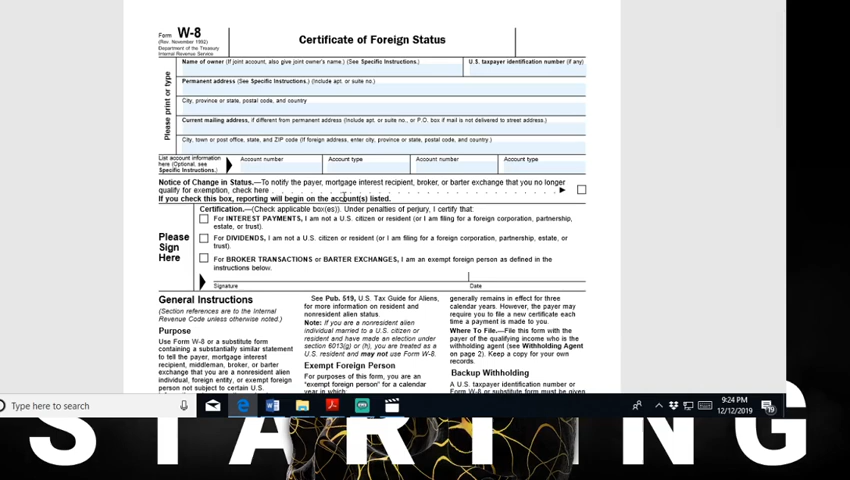 Form W-8
(Rev. November 1992)
Department of the Treasury
Internal Revenue Service
Certificate of Foreign Status
Please print or type
Name of owner (If joint account, also give joint owner's name.) (See Specific Instructions.)
U.S. taxpayer identification number (if any)
Permanent address (See Specific Instructions.) (Include apt. or suite no.)
City, province or state, postal code, and country
Current mailing address, if different from permanent address (Include apt. or suite no., or P.O. box if mail is not delivered to street address.)
City, town or post office, state, and ZIP code (If foreign address, enter city, province or state, postal code, and country.)
List account information
here (Optional, see
Specific Instructions.)
Account number
Account type
Account number
Account type
Notice of Change in Status.—To notify the payer, mortgage interest recipient, broker, or barter exchange that you no longer
qualify for exemption, check here
If you check this box, reporting will begin on the account(s) listed.
Please
Sign
Here
Certification.—(Check applicable box(es)). Under penalties of perjury, I certify that:
For INTEREST PAYMENTS, I am not a U.S. citizen or resident (or I am filing for a foreign corporation, partnership,
estate, or trust).
For DIVIDENDS, I am not a U.S. citizen or resident (or I am filing for a foreign corporation, partnership, estate, or
trust).
For BROKER TRANSACTIONS or BARTER EXCHANGES, I am an exempt foreign person as defined in the
instructions below.
Signature
Date
General Instructions
(Section references are to the Internal
Revenue Code unless otherwise noted.)
Purpose
Use Form W-8 or a substitute form
containing a substantially similar statement
to tell the payer, mortgage interest
recipient, middleman, broker, or barter
exchange that you are a nonresident alien
individual, foreign entity, or exempt foreign
person not subject to certain U.S.
See Pub. 519, U.S. Tax Guide for Aliens,
for more information on resident and
nonresident alien status.
Note: If you are a nonresident alien
individual married to a U.S. citizen or
resident and have made an election under
section 6013(g) or (h), you are treated as a
U.S. resident and may not use Form W-8.
Exempt Foreign Person
For purposes of this form, you are an
"exempt foreign person" for a calendar
year in which:
generally remains in effect for three
calendar years. However, the payer may
require you to file a new certificate each
time a payment is made to you.
Where To File.—File this form with the
payer of the qualifying income who is the
withholding agent (see Withholding Agent
on page 2). Keep a copy for your own
records.
Backup Withholding
A U.S. taxpayer identification number or
Form W-8 or substitute form must be given
Type here to search
9:24 PM
12/12/2019
19
STARTING